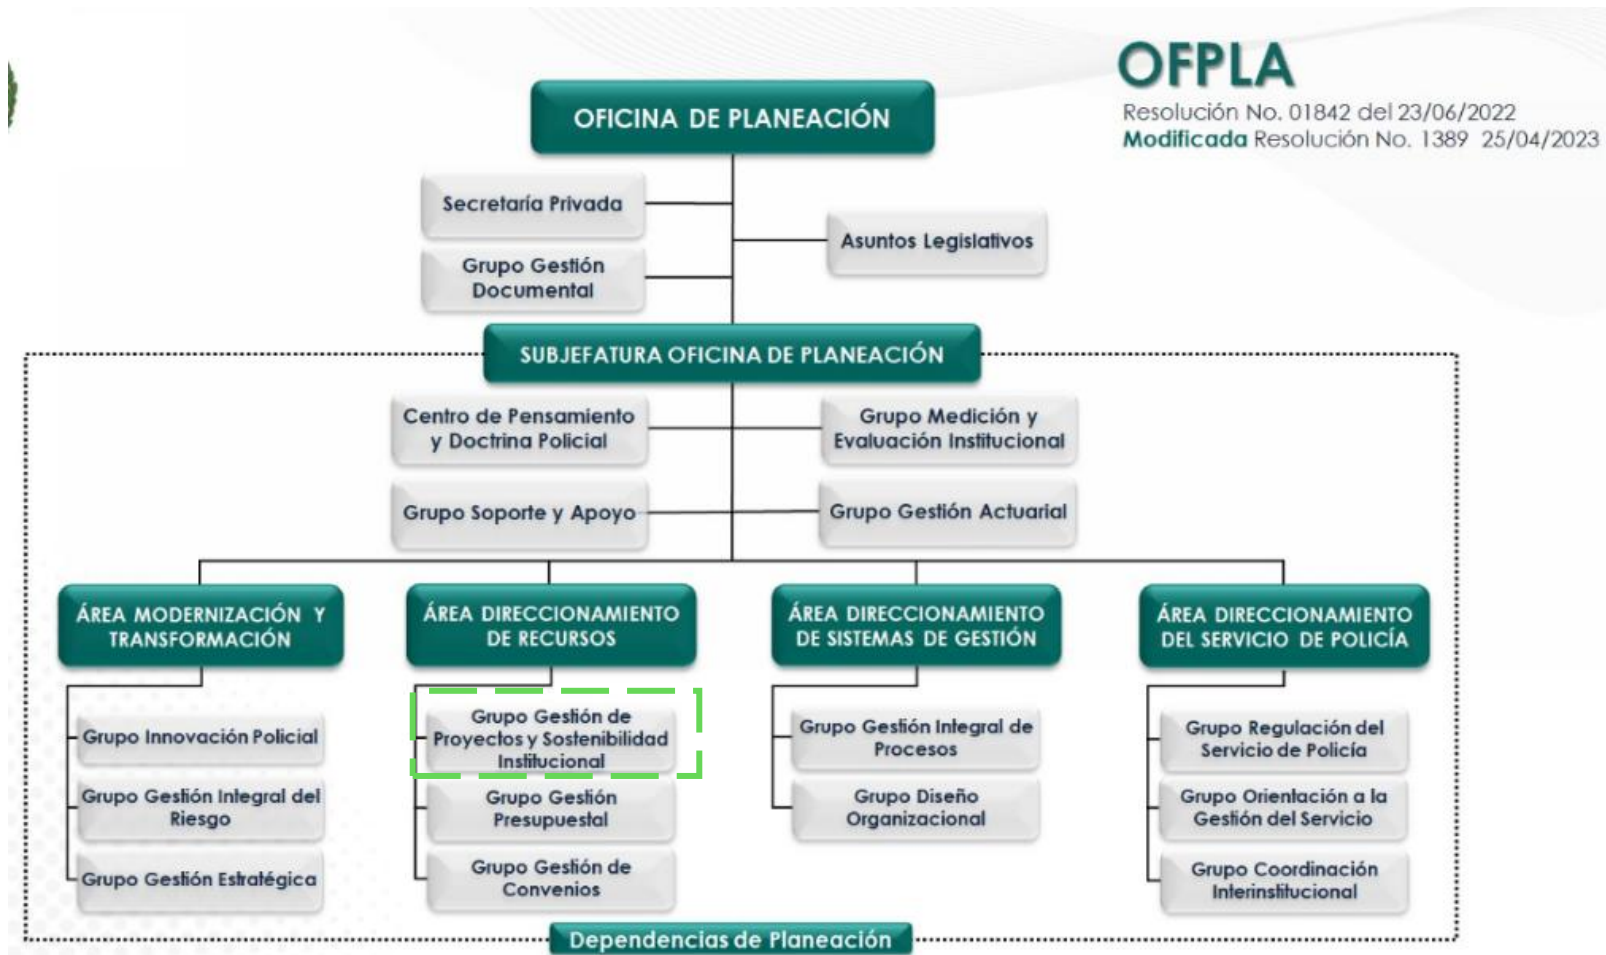 OFPLA
Resolución No. 01842 del 23/06/2022
Modificada Resolución No. 1389 25/04/2023
OFICINA DE PLANEACIÓN
Secretaría Privada
Asuntos Legislativos
Grupo Gestión
Documental
SUBJEFATURA OFICINA DE PLANEACIÓN
Centro de Pensamiento
y Doctrina Policial
Grupo Medición y
Evaluación Institucional
Grupo Soporte y Apoyo
Grupo Gestión Actuarial
ÁREA MODERNIZACIÓN Y
TRANSFORMACIÓN
Grupo Innovación Policial
Grupo Gestión Integral del
Riesgo
Grupo Gestión Estratégica
ÁREA DIRECCIONAMIENTO
DE RECURSOS
Grupo Gestión de
Proyectos y Sostenibilidad
Institucional
Grupo Gestión
Presupuestal
Grupo Gestión de
Convenios
ÁREA DIRECCIONAMIENTO
DE SISTEMAS DE GESTIÓN
Grupo Gestión Integral de
Procesos
Grupo Diseño
Organizacional
ÁREA DIRECCIONAMIENTO
DEL SERVICIO DE POLICÍA
Grupo Regulación del
Servicio de Policía
Grupo Orientación a la
Gestión del Servicio
Grupo Coordinación
Interinstitucional
Dependencias de Planeación